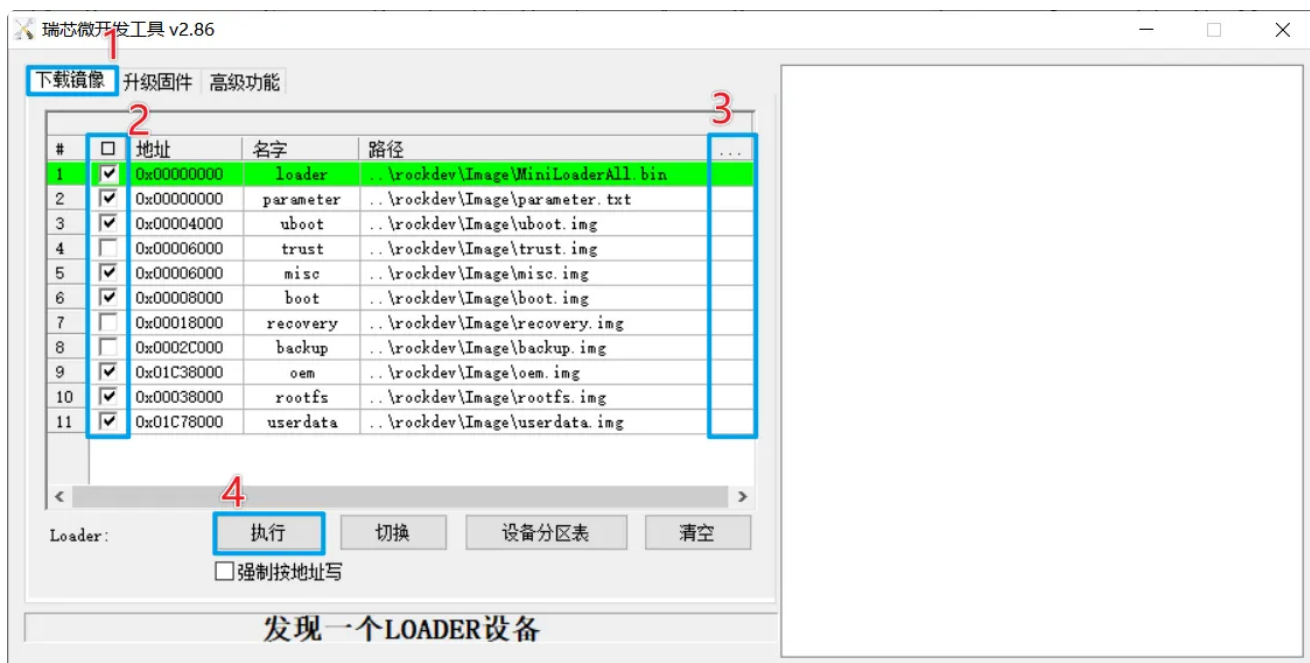 瑞芯微开发工具 v2.86
1
下载镜像 升级固件 高级功能
2 3
# 地址 名字 路径 ...
1 0x00000000 loader ..\rockdev\Image\MiniLoaderAll.bin
2 0x00000000 parameter ..\rockdev\Image\parameter.txt
3 0x00004000 uboot ..\rockdev\Image\uboot.img
4 0x00006000 trust ..\rockdev\Image\trust.img
5 0x00006000 misc ..\rockdev\Image\misc.img
6 0x00008000 boot ..\rockdev\Image\boot.img
7 0x00018000 recovery ..\rockdev\Image\recovery.img
8 0x0002C000 backup ..\rockdev\Image\backup.img
9 0x01C38000 oem ..\rockdev\Image\oem.img
10 0x00038000 rootfs ..\rockdev\Image\rootfs.img
11 0x01C78000 userdata ..\rockdev\Image\userdata.img
4
Loader: 执行 切换 设备分区表 清空
强制按地址写
发现一个LOADER设备